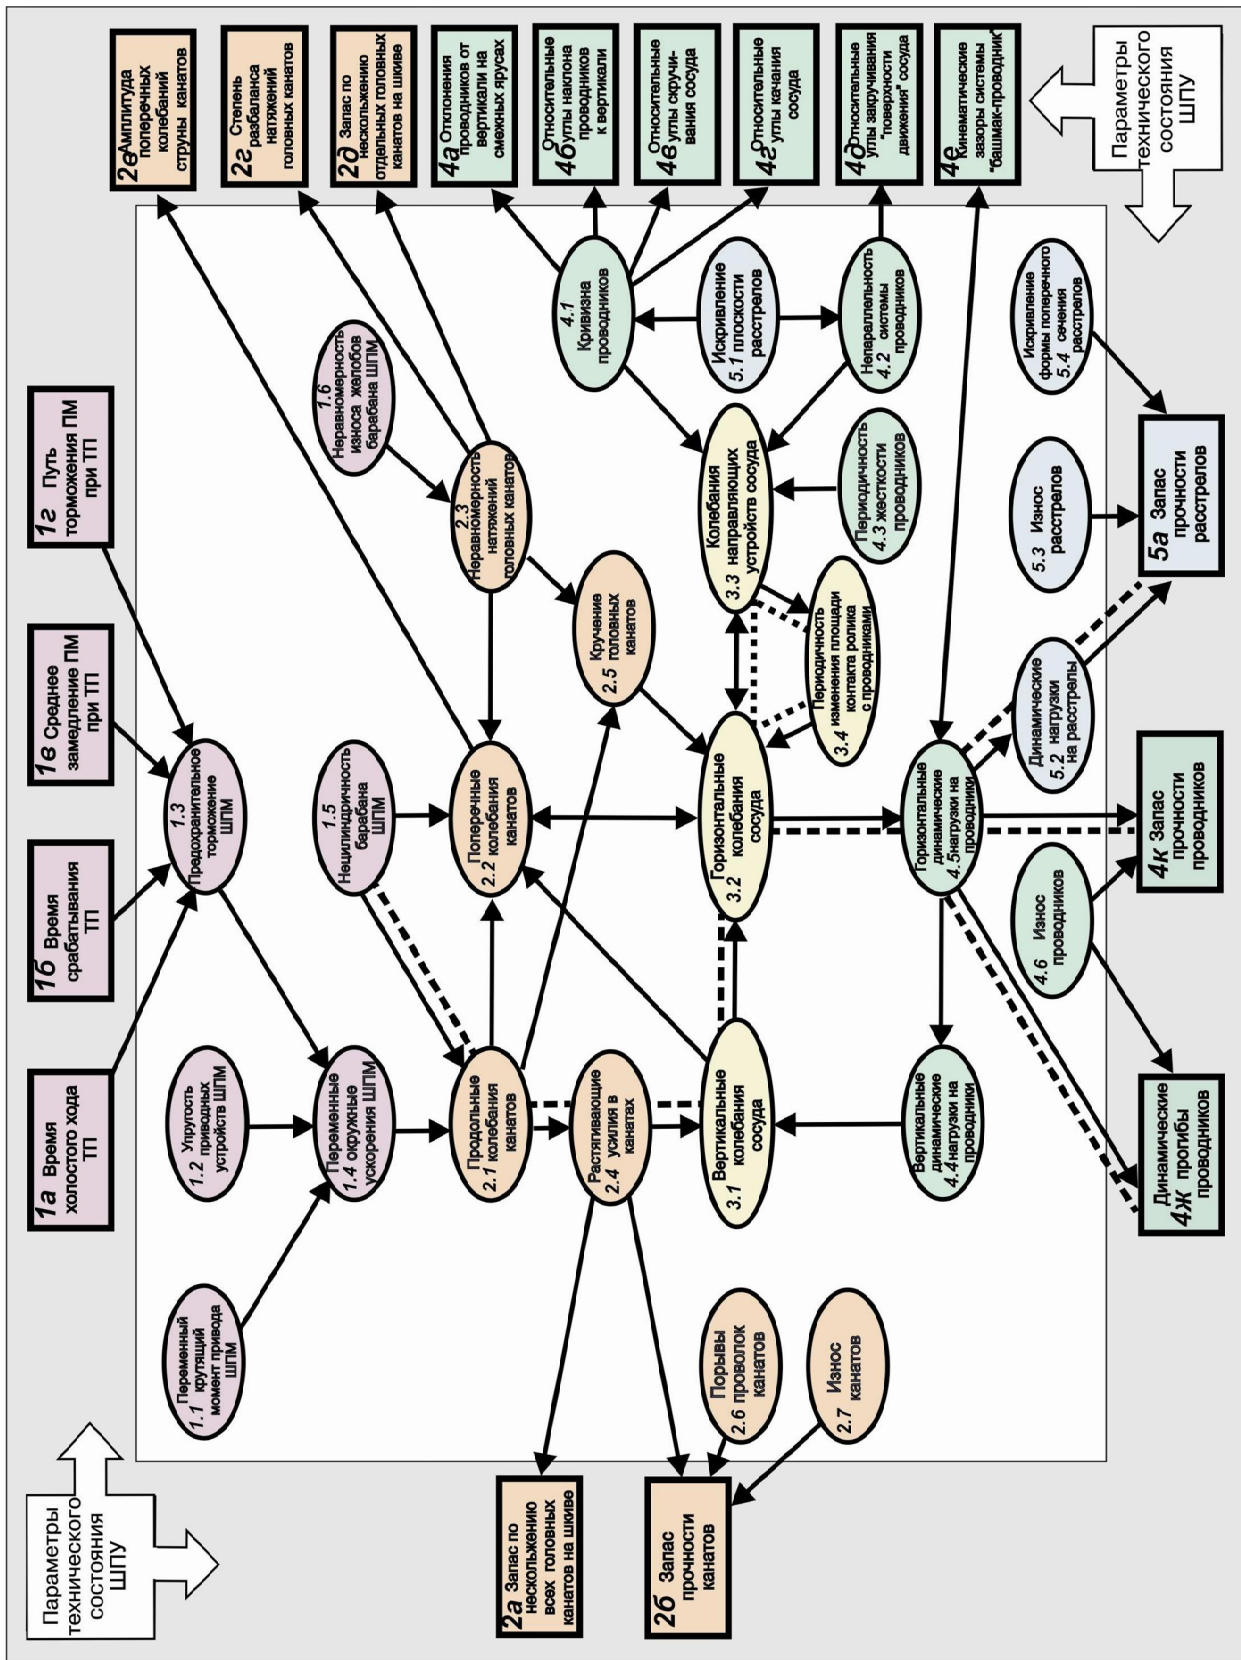 Параметры
технического
состояния
ШПУ
1а Время
холостого хода
ТП
1б Время
срабатывания
ТП
1в Среднее
замедление ПМ
при ТП
1г Путь
торможения ПМ
при ТП
2е Амплитуда
поперечных
колебаний
струны канатов
2г Степень
разбаланса
натяжений
головных канатов
2д Запас по
нескольжению
отдельных головных
канатов на шкиве
4а Отклонения
проводников от
вертикали на
смежных ярусах
4б Относительные
углы наклона
проводников
к вертикали
4в Относительные
углы скручи-
вания сосуда
4г Относительные
углы качания
сосуда
4д Относительные
углы закручивания
"поверхности
движения" сосуда
4е Кинематические
зазоры системы
"башмак-проводник"
Параметры
технического
состояния
ШПУ
Переменный
1.1 крутящий
момент привода
ШПМ
Упругость
1.2 приводных
устройств ШПМ
1.3
Предохранительное
торможение
ШПМ
Переменные
1.4 окружные
ускорения ШПМ
1.5
Нецилиндричность
барабана
ШПМ
1.6
Неравномерность
износа желобов
барабана ШПМ
Продольные
2.1 колебания
канатов
Поперечные
2.2 колебания
канатов
2.3
Неравномерность
натяжений
головных канатов
Растягивающие
2.4 усилия в
канатах
Кручение
2.5 головных
канатов
4.1
Кривизна
проводников
Порывы
2.6 проволок
канатов
2.7 Износ
канатов
Вертикальные
3.1 колебания
сосуда
Горизонтальные
3.2 колебания
сосуда
Колебания
3.3 направляющих
устройств сосуда
Искривление
5.1 плоскости
расстрелов
Периодичность
3.4 изменения площади
контакта ролика
с проводниками
Периодичность
4.3 жесткости
проводников
Непараллельность
4.2 системы
проводников
Вертикальные
динамические
4.4 нагрузки на
проводники
Горизонтальные
динамические
4.5 нагрузки на
проводники
4.6 Износ
проводников
Динамические
5.2 нагрузки
на расстрелы
5.3 Износ
расстрелов
Искривление
формы поперечного
5.4 сечения
расстрелов
2а Запас по
нескольжению
всех головных
канатов на шкиве
2б Запас
прочности
канатов
Динамические
4Ж прогибы
проводников
4к Запас
прочности
проводников
5а Запас
прочности
расстрелов